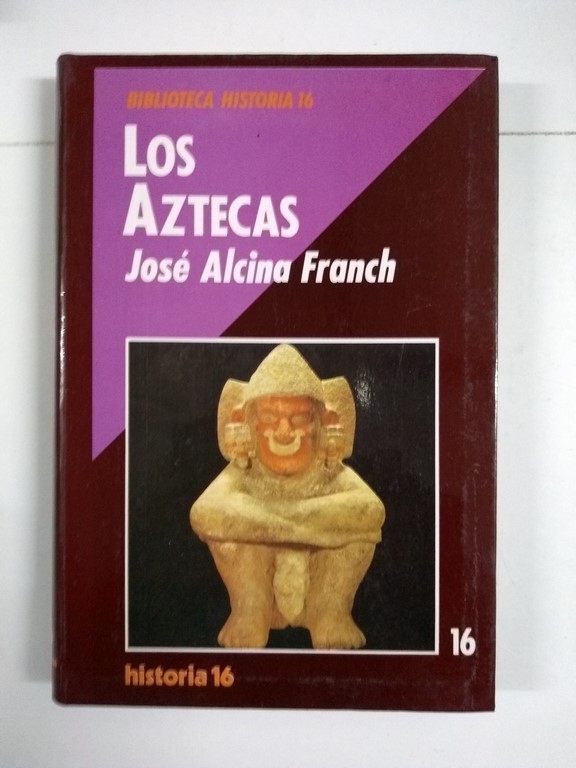 BIBLIOTECA HISTORIA 16
LOS
AZTECAS
José Alcina Franch
16
historia 16